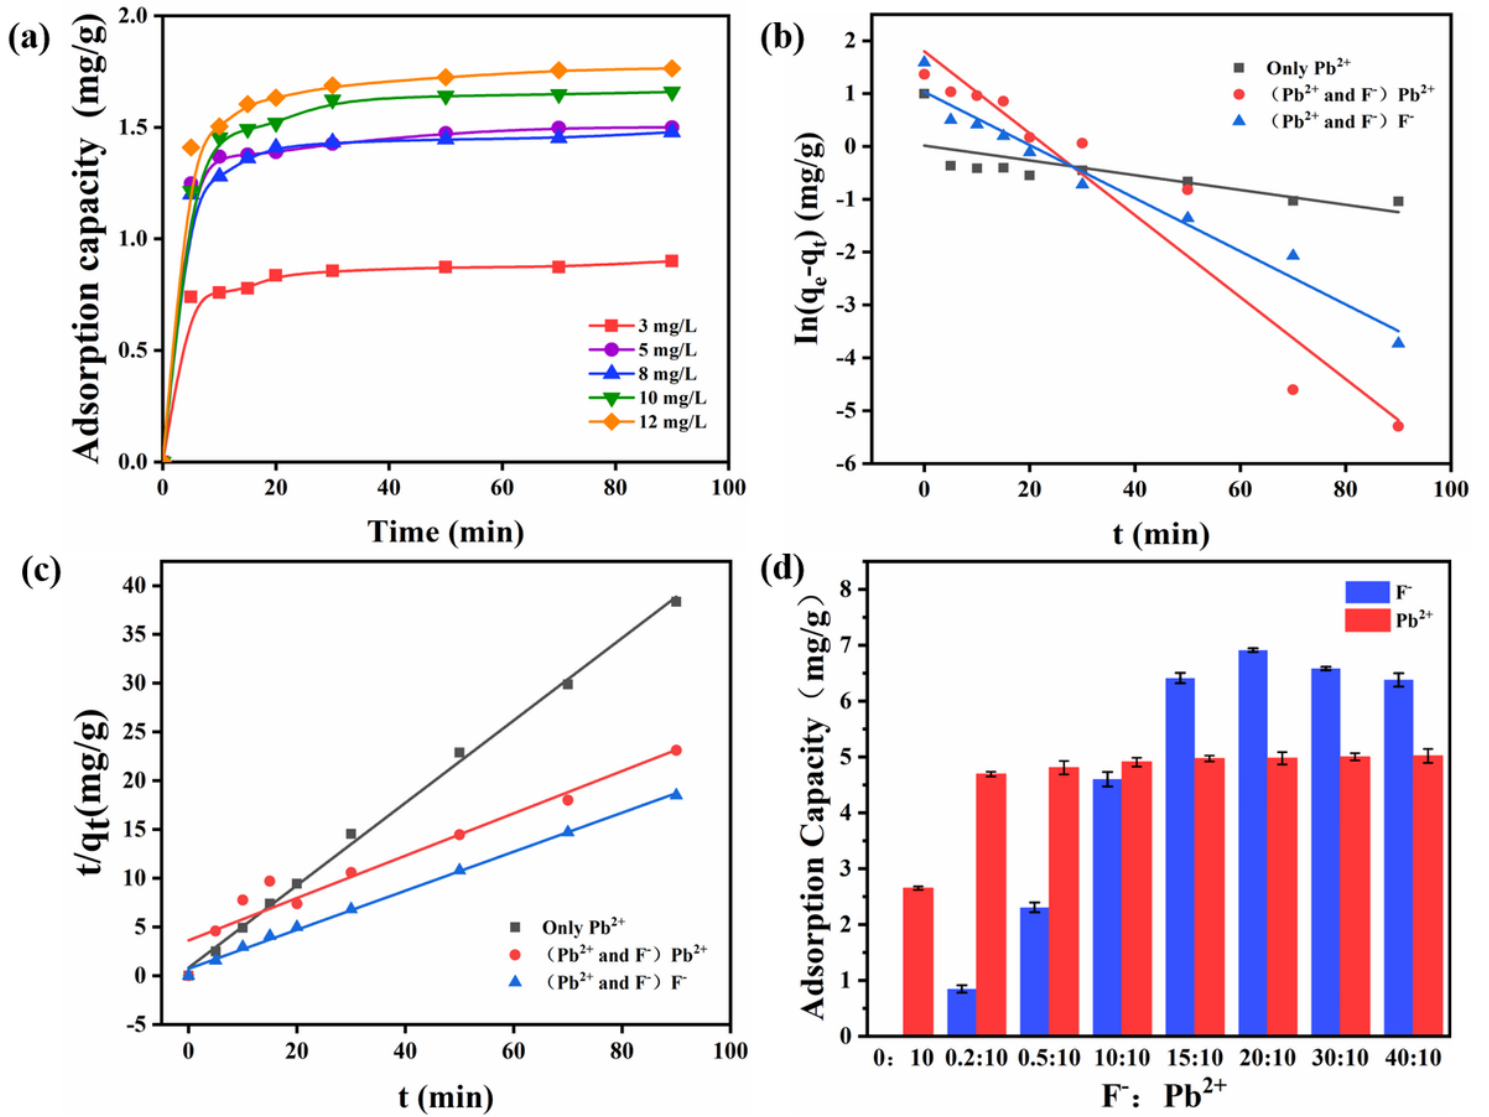 (a)
Adsorption capacity (mg/g)
2.0
1.5
1.0
0.5
0.0
0 20 40 60 80 100
Time (min)
3 mg/L
5 mg/L
8 mg/L
10 mg/L
12 mg/L
(b)
In(qe-qt) (mg/g)
2
1
0
-1
-2
-3
-4
-5
-6
0 20 40 60 80 100
t (min)
Only Pb²⁺
(Pb²⁺ and F⁻) Pb²⁺
(Pb²⁺ and F⁻) F⁻
(c)
t/qt(mg/g)
40
35
30
25
20
15
10
5
0
-5
0 20 40 60 80 100
t (min)
Only Pb²⁺
(Pb²⁺ and F⁻) Pb²⁺
(Pb²⁺ and F⁻) F⁻
(d)
Adsorption Capacity (mg/g)
8
7
6
5
4
3
2
1
0
0: 10 0.2:10 0.5:10 10:10 15:10 20:10 30:10 40:10
F⁻: Pb²⁺
F⁻
Pb²⁺